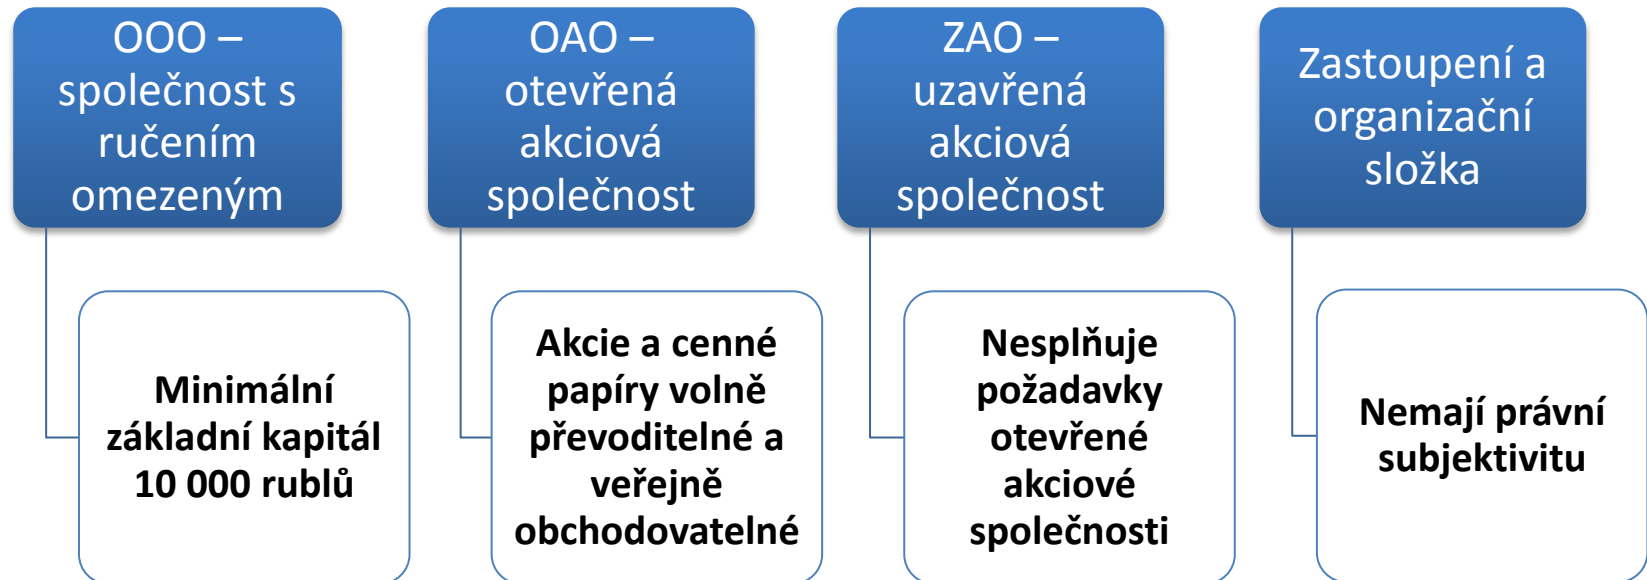 OOO –
společnost s
ručením
omezeným
Minimální
základní kapitál
10 000 rublů
OAO –
otevřená
akciová
společnost
Akcie a cenné
papíry volně
převoditelné a
veřejně
obchodovatelné
ZAO –
uzavřená
akciová
společnost
Nesplňuje
požadavky
otevřené
akciové
společnosti
Zastoupení a
organizační
složka
Nemají právní
subjektivitu